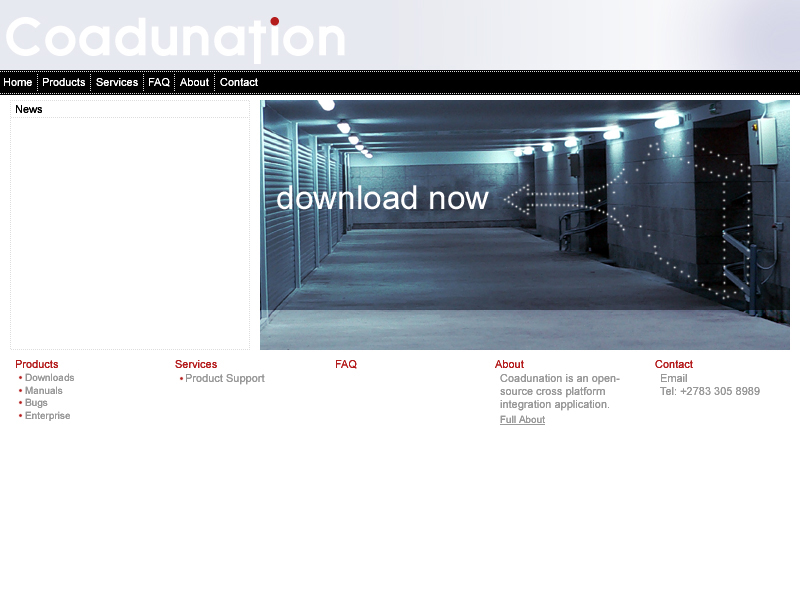 Coadunation
Home Products Services FAQ About Contact
News
download now
Products
• Downloads
• Manuals
• Bugs
• Enterprise
Services
• Product Support
FAQ
About
Coadunation is an open-
source cross platform
integration application.
Full About
Contact
Email
Tel: +2783 305 8989